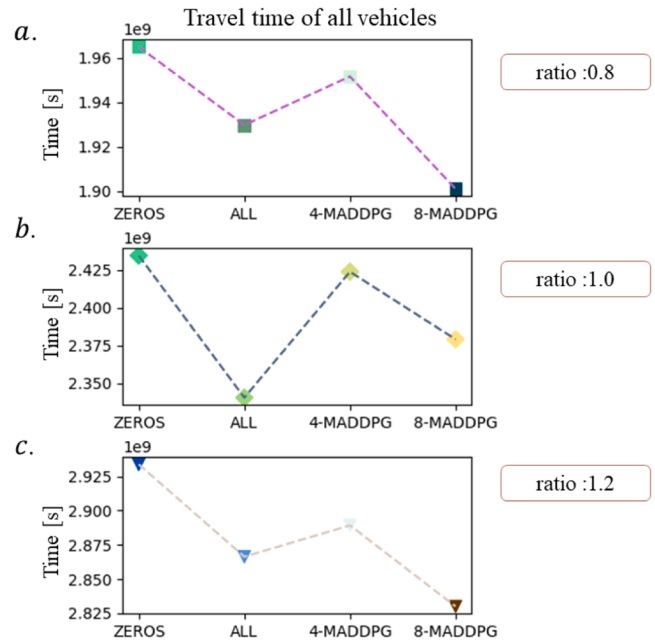 Travel time of all vehicles
a.
1e9
Time [s]
1.96
1.94
1.92
1.90
ZEROS ALL 4-MADDPG 8-MADDPG
ratio :0.8
b.
1e9
Time [s]
2.425
2.400
2.375
2.350
ZEROS ALL 4-MADDPG 8-MADDPG
ratio :1.0
c.
1e9
Time [s]
2.925
2.900
2.875
2.850
2.825
ZEROS ALL 4-MADDPG 8-MADDPG
ratio :1.2